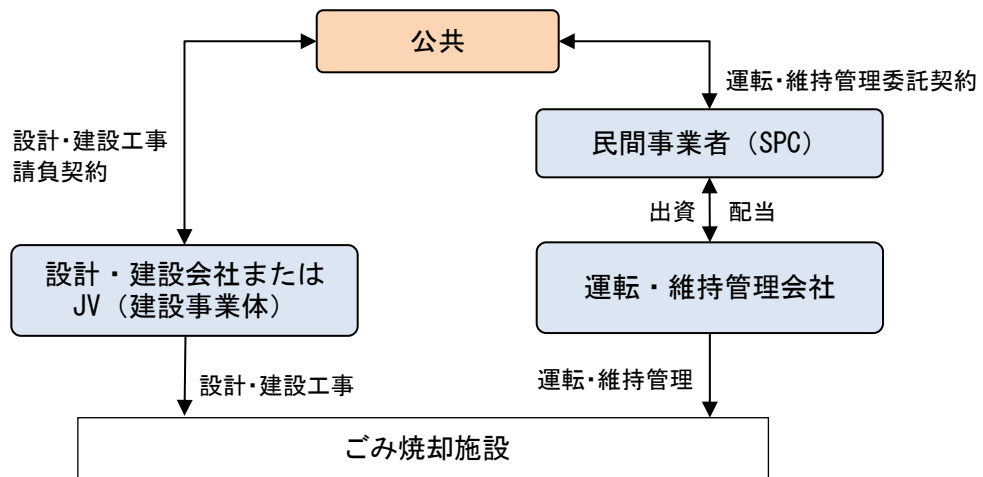 公共
運転・維持管理委託契約
設計・建設工事
請負契約
民間事業者（SPC）
出資
配当
設計・建設会社または
JV（建設事業体）
運転・維持管理会社
設計・建設工事
運転・維持管理
ごみ焼却施設